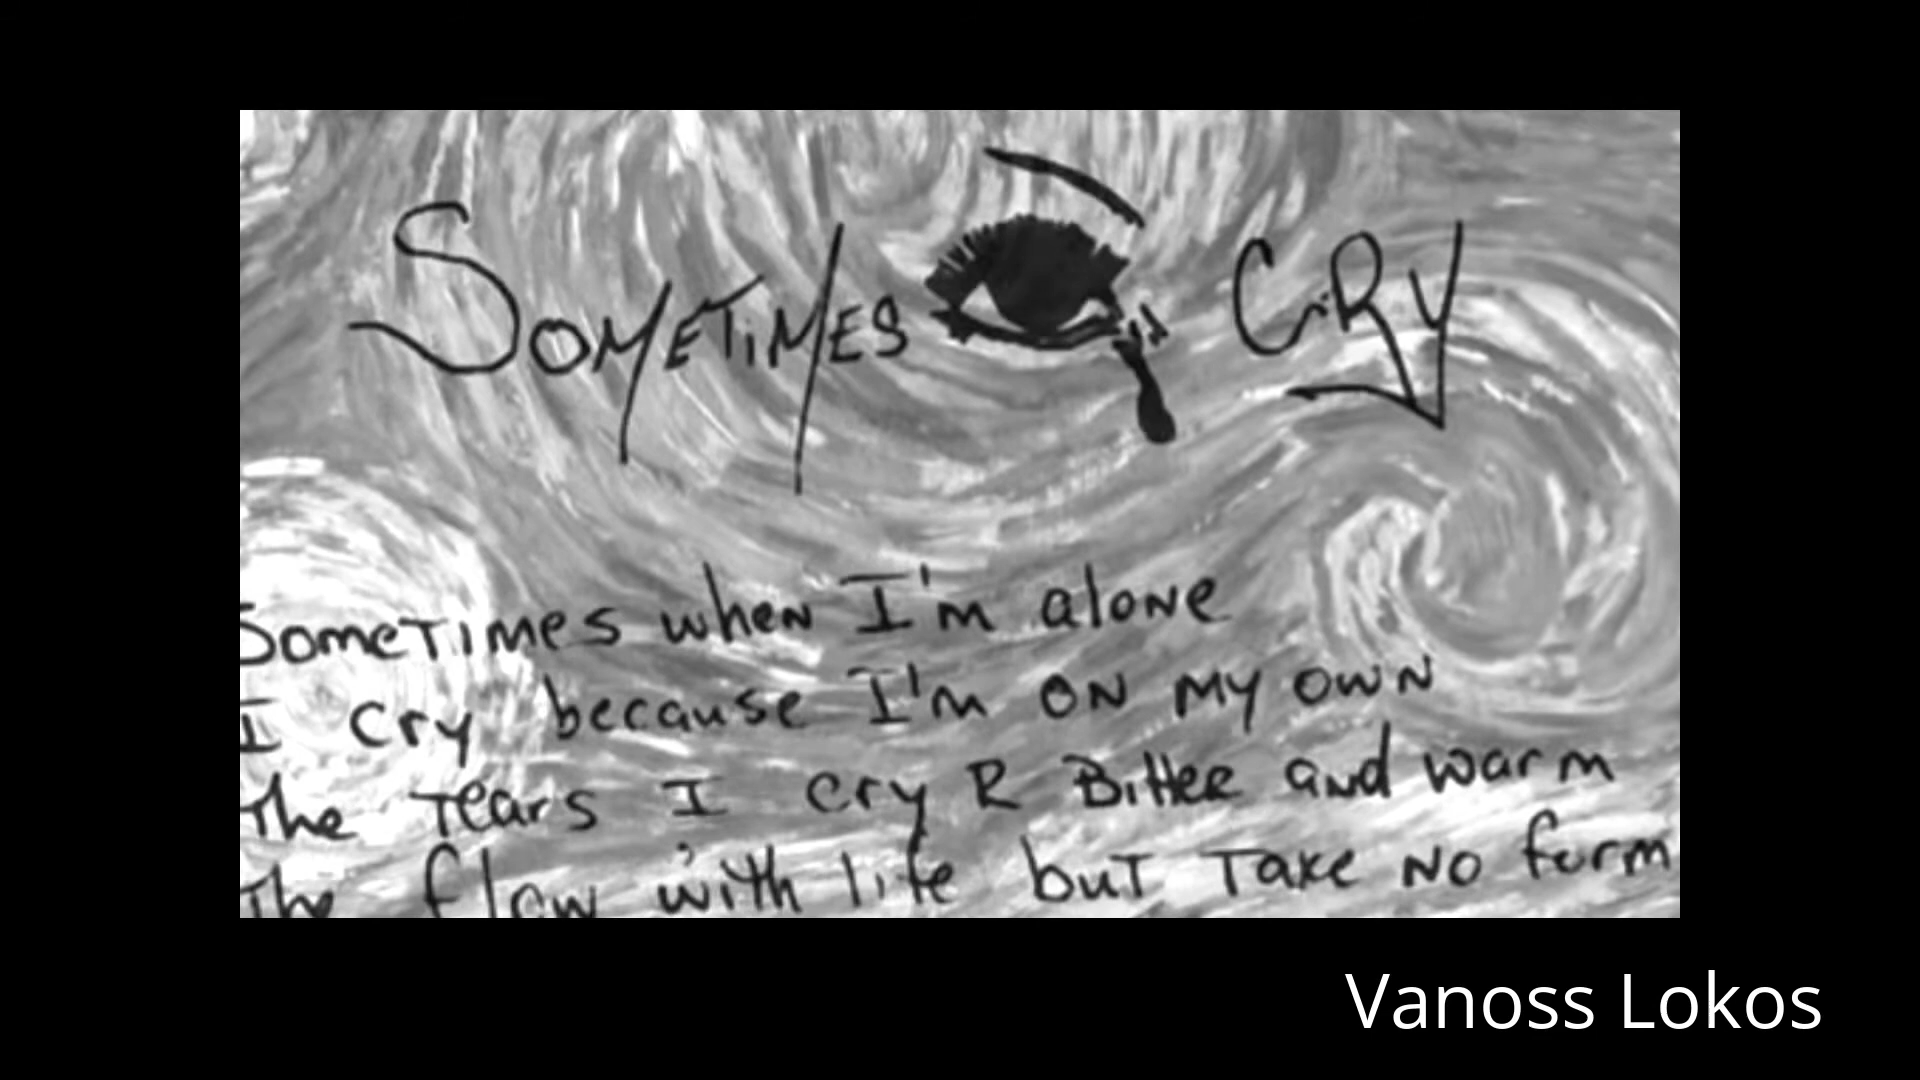 SOMETIMES CRY
SomeTimes when I'm alone
I cry because I'm ON MY OWN
The Tears I cry R Bitter and warm
The flow with life but Take No form
Vanoss Lokos